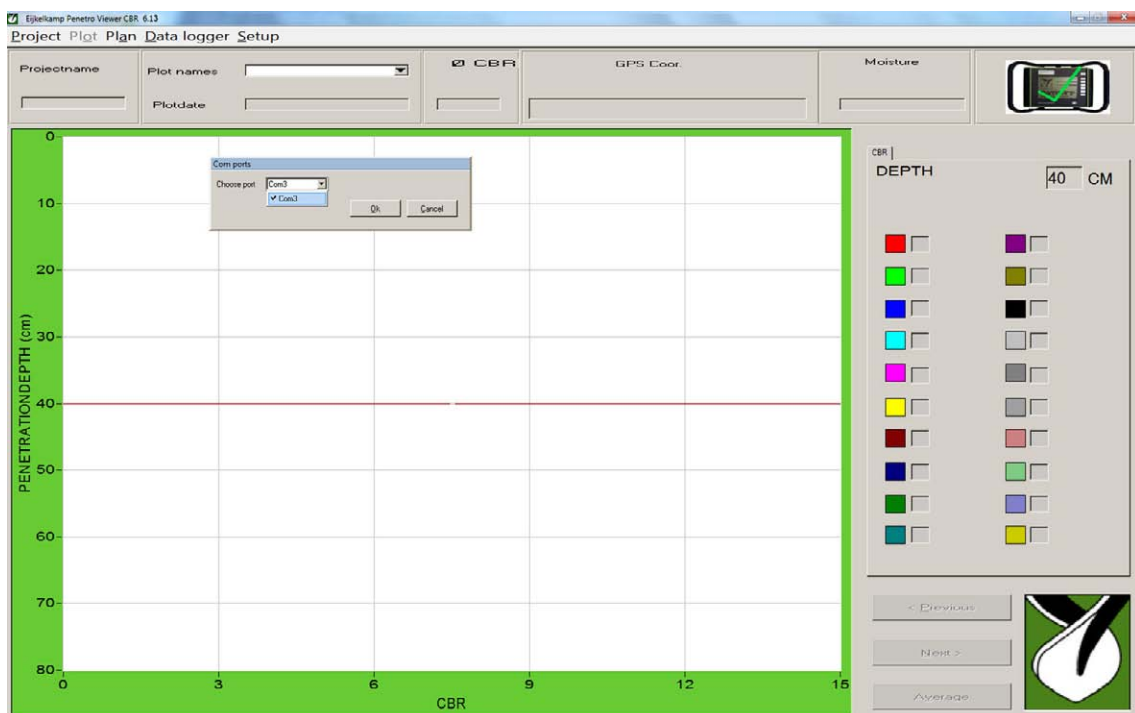 Eijkelkamp Penetro Viewer CBR 6.13
Project Plot Plan Data logger Setup
Projectname
Plot names
Plotdate
Ø CBR
GPS Coor.
Moisture
Com ports
Choose port Com3
✔ Com3
Ok Cancel
PENETRATIONDEPTH (cm)
0
10
20
30
40
50
60
70
80
0 3 6 9 12 15
CBR
CBR
DEPTH 40 CM
< Previous
Next >
Average